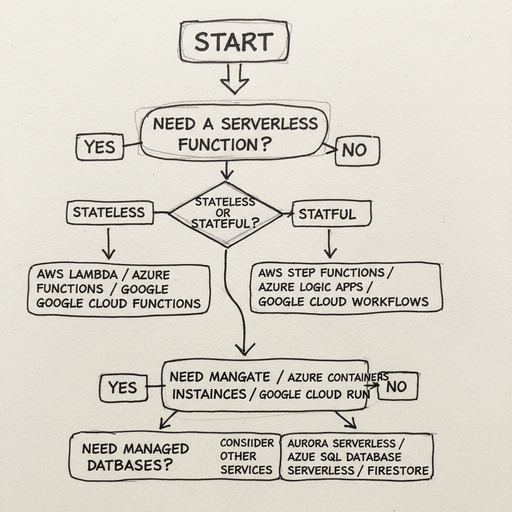 START
NEED A SERVERLESS
FUNCTION?
YES
NO
STATELESS
OR
STATEFUL?
STATELESS
STATFUL
AWS LAMBDA / AZURE
FUNCTIONS / GOOGLE
GOOGLE CLOUD FUNCTIONS
AWS STEP FUNCTIONS /
AZURE LOGIC APPS /
GOOGLE CLOUD WORKFLOWS
NEED MANGATE / AZURE CONTAINERS
INSTAINCES / GOOGLE CLOUD RUN
YES
NO
NEED MANAGED
DATBASES?
CONSIIDER
OTHER
SERVICES
AURORA SERVERLESS /
AZUE SQL DATABASE
SERVERLESS / FIRESTORE